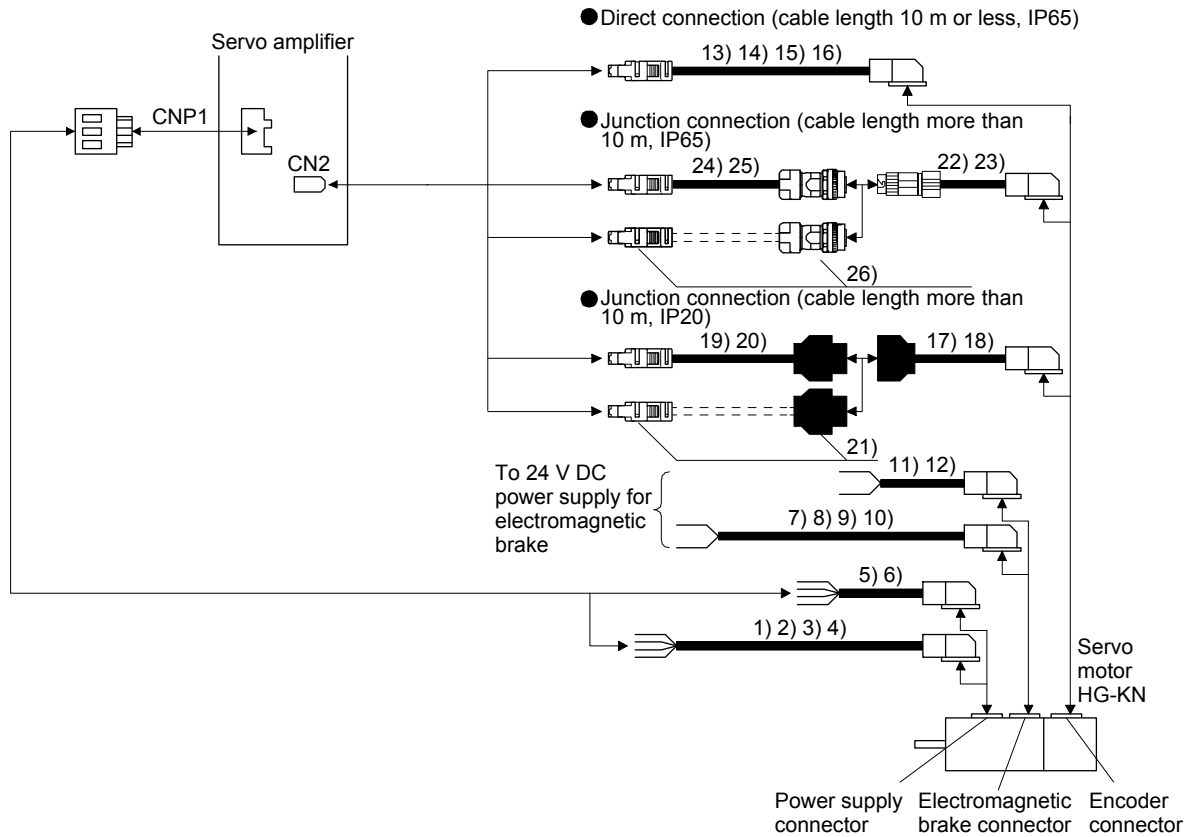 ●Direct connection (cable length 10 m or less, IP65)
Servo amplifier
13) 14) 15) 16)
CNP1
●Junction connection (cable length more than
10 m, IP65)
CN2
24) 25)
22) 23)
26)
●Junction connection (cable length more than
10 m, IP20)
19) 20)
17) 18)
21)
To 24 V DC
power supply for
electromagnetic
brake
11) 12)
7) 8) 9) 10)
5) 6)
1) 2) 3) 4)
Servo
motor
HG-KN
Power supply
connector
Electromagnetic
brake connector
Encoder
connector